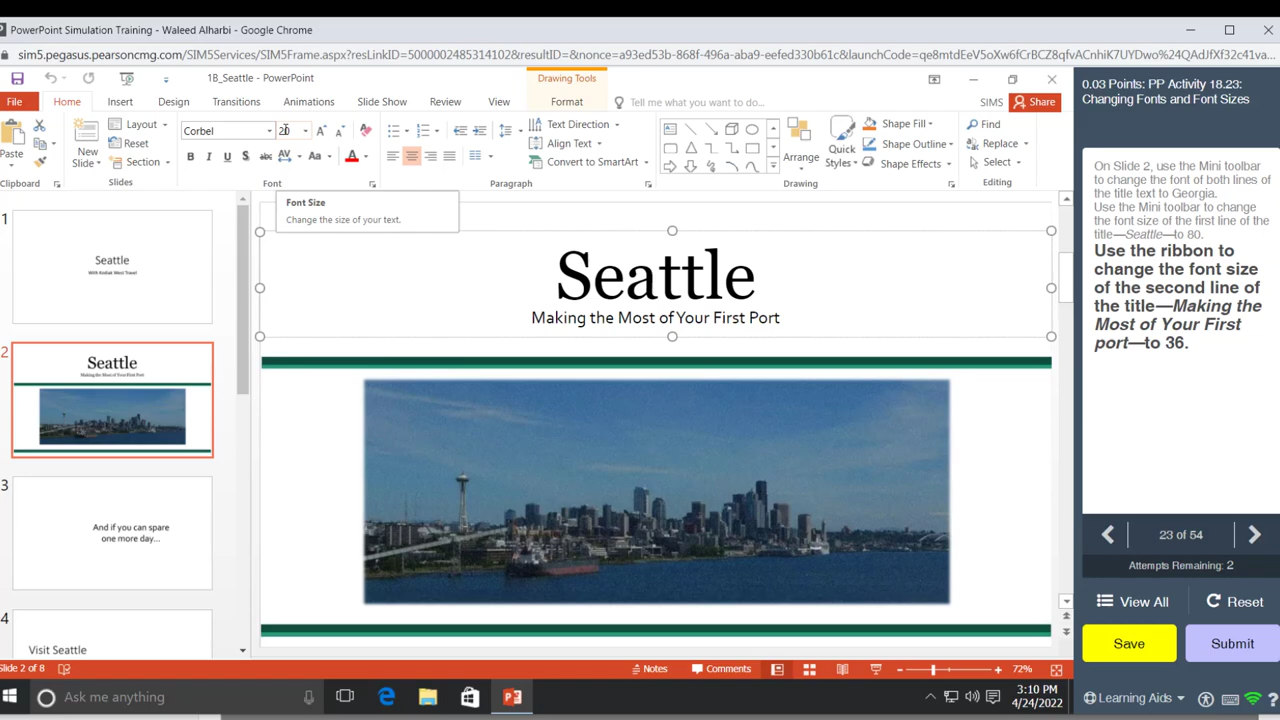 PowerPoint Simulation Training - Waleed Alharbi - Google Chrome
sim5.pegasus.pearsoncmg.com/SIM5Services/SIM5Frame.aspx?resLinkID=5000002485314102&resultID=&nonce=a93ed53b-868f-496a-aba9-eefed330b61c&launchCode=qe8mtdEeV5oXw6fCrBCZ8qfvACnhiK7UYDwo%24QAdJfXf32c41va...
1B_Seattle - PowerPoint
Drawing Tools
File Home Insert Design Transitions Animations Slide Show Review View Format Tell me what you want to do... SIMS Share
Paste
New Slide
Layout
Reset
Section
Corbel 20
Text Direction
Align Text
Convert to SmartArt
Arrange
Quick Styles
Shape Fill
Shape Outline
Shape Effects
Find
Replace
Select
Clipboard Slides Font Paragraph Drawing Editing
Font Size
Change the size of your text.
1
Seattle
With Kodiak West Travel
2
Seattle
Making the Most of Your First Port
3
And if you can spare
one more day...
4
Visit Seattle
Seattle
Making the Most of Your First Port
0.03 Points: PP Activity 18.23:
Changing Fonts and Font Sizes
On Slide 2, use the Mini toolbar
to change the font of both lines of
the title text to Georgia.
Use the Mini toolbar to change
the font size of the first line of the
title—Seattle—to 80.
Use the ribbon to
change the font size
of the second line of
the title—Making the
Most of Your First
port—to 36.
23 of 54
Attempts Remaining: 2
View All Reset
Save Submit
Learning Aids
Slide 2 of 8 Notes Comments 72%
Ask me anything
3:10 PM
4/24/2022